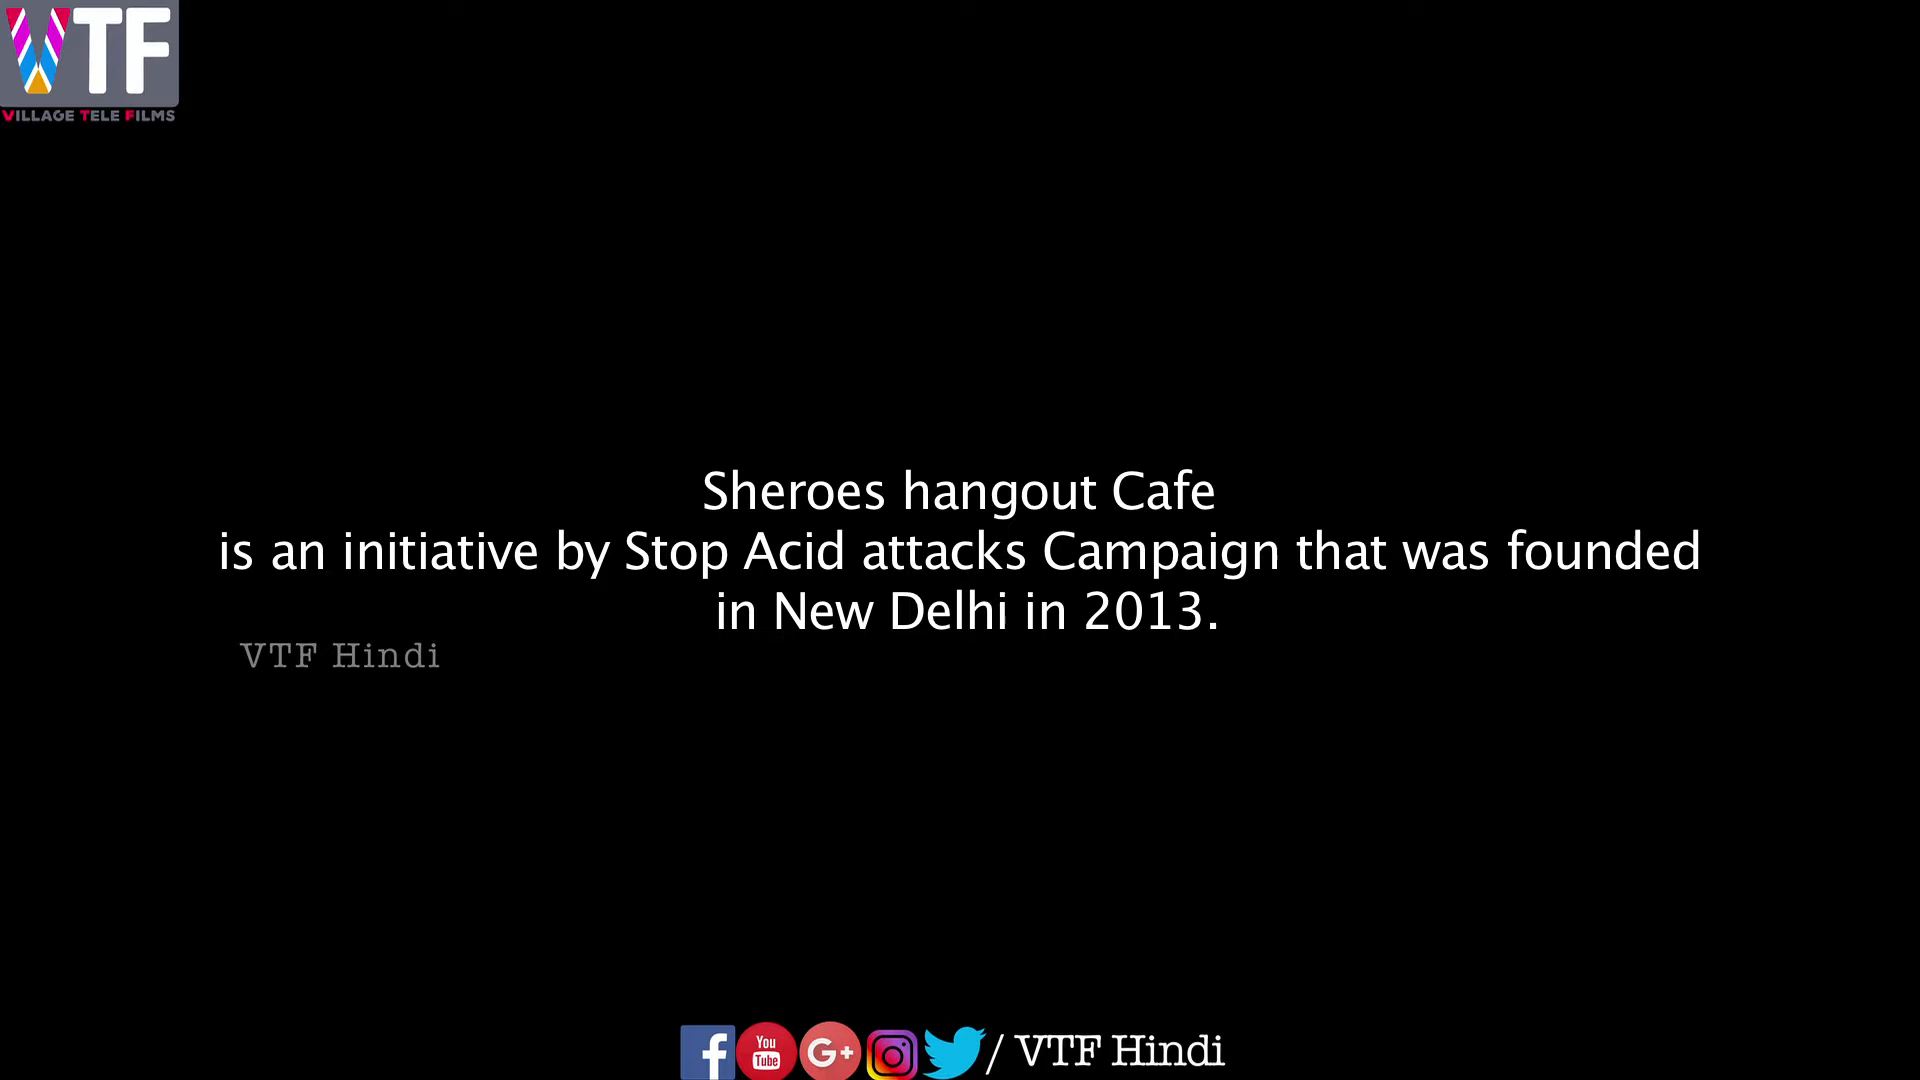 VTF
VILLAGE TELE FILMS
Sheroes hangout Cafe
is an initiative by Stop Acid attacks Campaign that was founded
in New Delhi in 2013.
VTF Hindi
f You Tube G+ / VTF Hindi